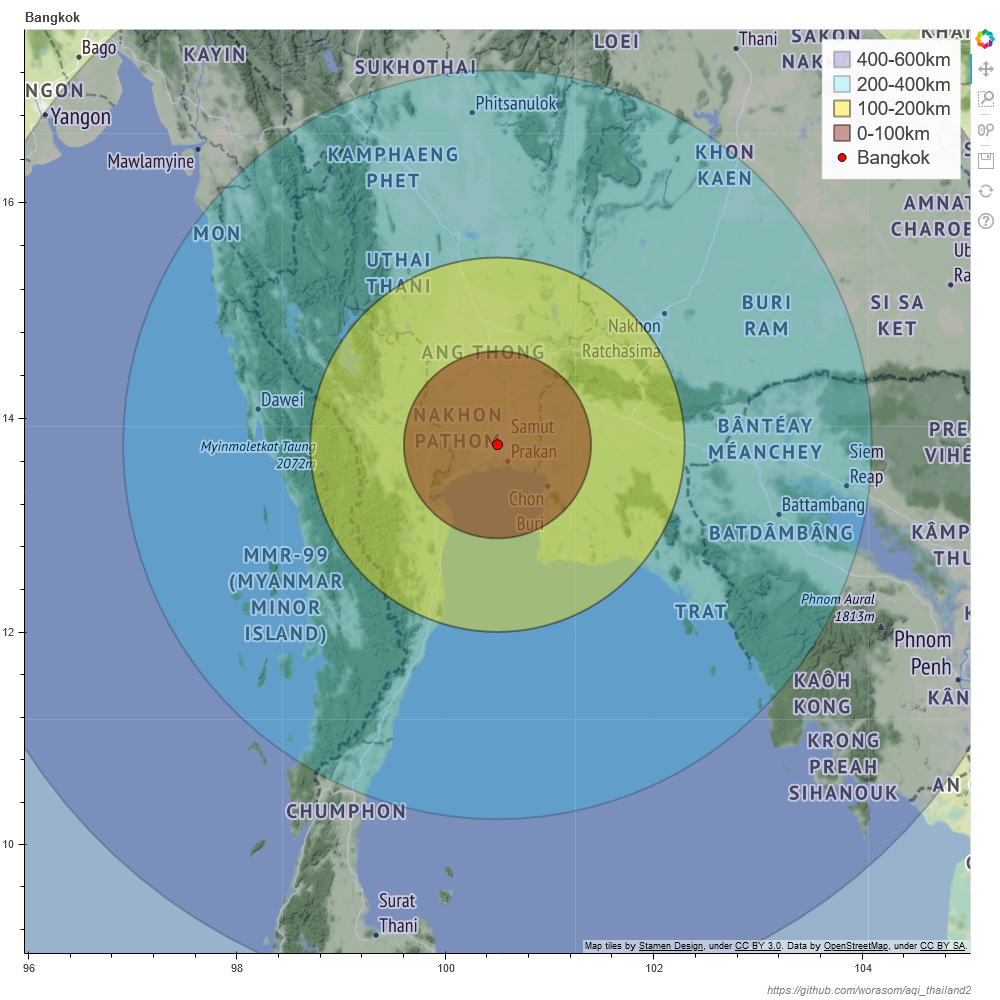 Bangkok
Bago
KAYIN
LOEI
Thani
SAKON
NAK
SUKHOTHAI
NGON
Yangon
Phitsanulok
Mawlamyine
KAMPHAENG
PHET
KHON
KAEN
400-600km
200-400km
100-200km
0-100km
Bangkok
16
MON
UTHAI
THANI
AMNAT
CHAROE
Ub
Ra
BURI
RAM
SI SA
KET
Nakhon
Ratchasima
ANG THONG
14
Dawei
NAKHON
PATHOM
Samut
Prakan
Myinmoletkat Taung
2072m
BÂNTÉAY
MÉANCHEY
PRE
VIHÉ
Siem
Reap
Chon
Buri
Battambang
BATDÂMBÂNG
KÂMP
THU
MMR-99
(MYANMAR
MINOR
ISLAND)
TRAT
Phnom Aural
1813m
12
Phnom
Penh
KAÔH
KONG
KÂN
KRONG
PREAH
SIHANOUK
AN
CHUMPHON
10
Surat
Thani
Map tiles by Stamen Design, under CC BY 3.0. Data by OpenStreetMap, under CC BY SA.
96
98
100
102
104
https://github.com/worasom/aqi_thailand2